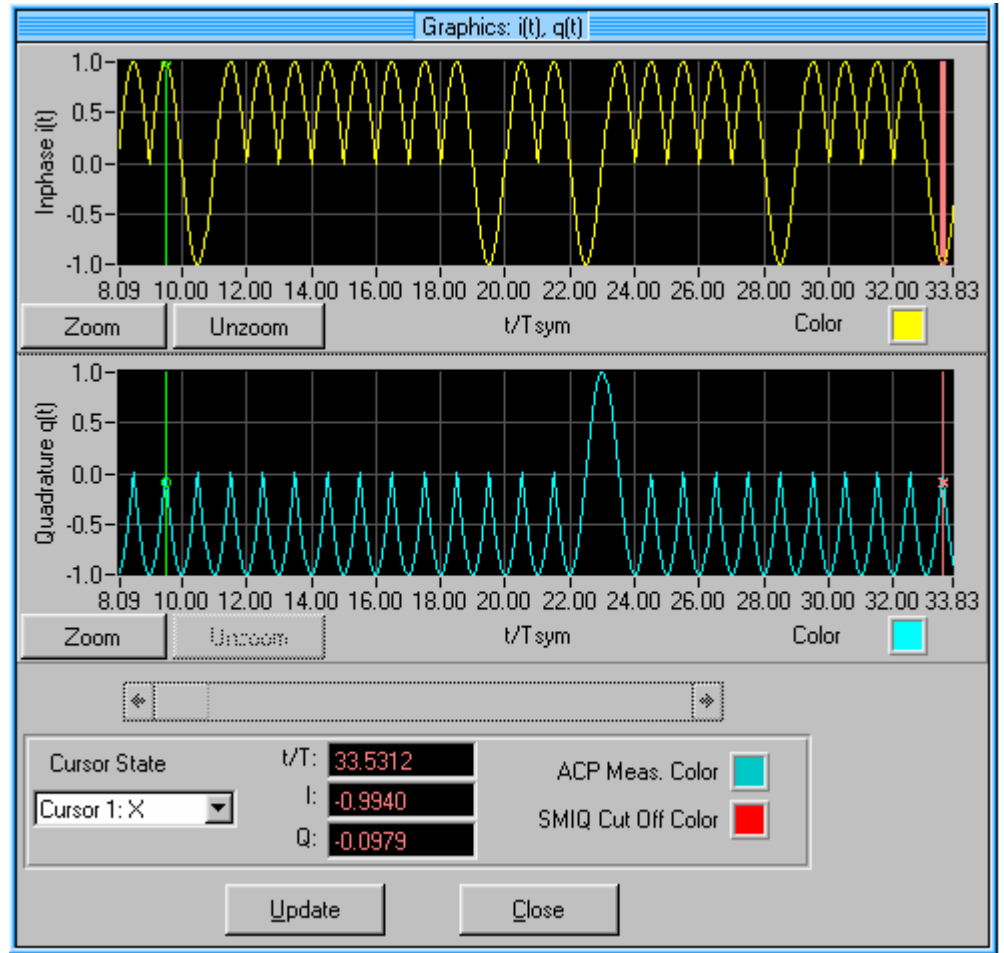 Graphics: i(t), q(t)
Inphase i(t)
1.0
0.5
0.0
-0.5
-1.0
8.09 10.00 12.00 14.00 16.00 18.00 20.00 22.00 24.00 26.00 28.00 30.00 32.00 33.83
Zoom Unzoom t/Tsym Color
Quadrature q(t)
1.0
0.5
0.0
-0.5
-1.0
8.09 10.00 12.00 14.00 16.00 18.00 20.00 22.00 24.00 26.00 28.00 30.00 32.00 33.83
Zoom Unzoom t/Tsym Color
Cursor State
Cursor 1: X
t/T: 33.5312
I: -0.9940
Q: -0.0979
ACP Meas. Color
SMIQ Cut Off Color
Update Close